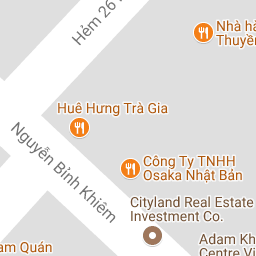 Hẻm 26
Nhà hà
Thuyề
Huê Hưng Trà Gia
Nguyễn Bỉnh Khiêm
Công Ty TNHH
Osaka Nhật Bản
Cityland Real Estate
Investment Co.
Adam Kh
Centre Vi
am Quán